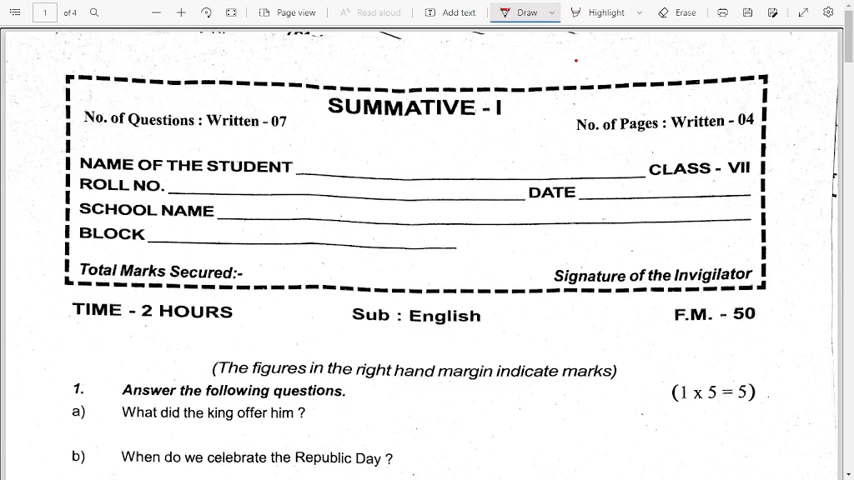 1 of 4 Page view Read aloud Add text Draw Highlight Erase
SUMMATIVE - I
No. of Questions : Written - 07 No. of Pages : Written - 04
NAME OF THE STUDENT CLASS - VII
ROLL NO. DATE
SCHOOL NAME
BLOCK
Total Marks Secured:- Signature of the Invigilator
TIME - 2 HOURS Sub : English F.M. - 50
(The figures in the right hand margin indicate marks)
1. Answer the following questions. (1 x 5 = 5)
a) What did the king offer him ?
b) When do we celebrate the Republic Day ?